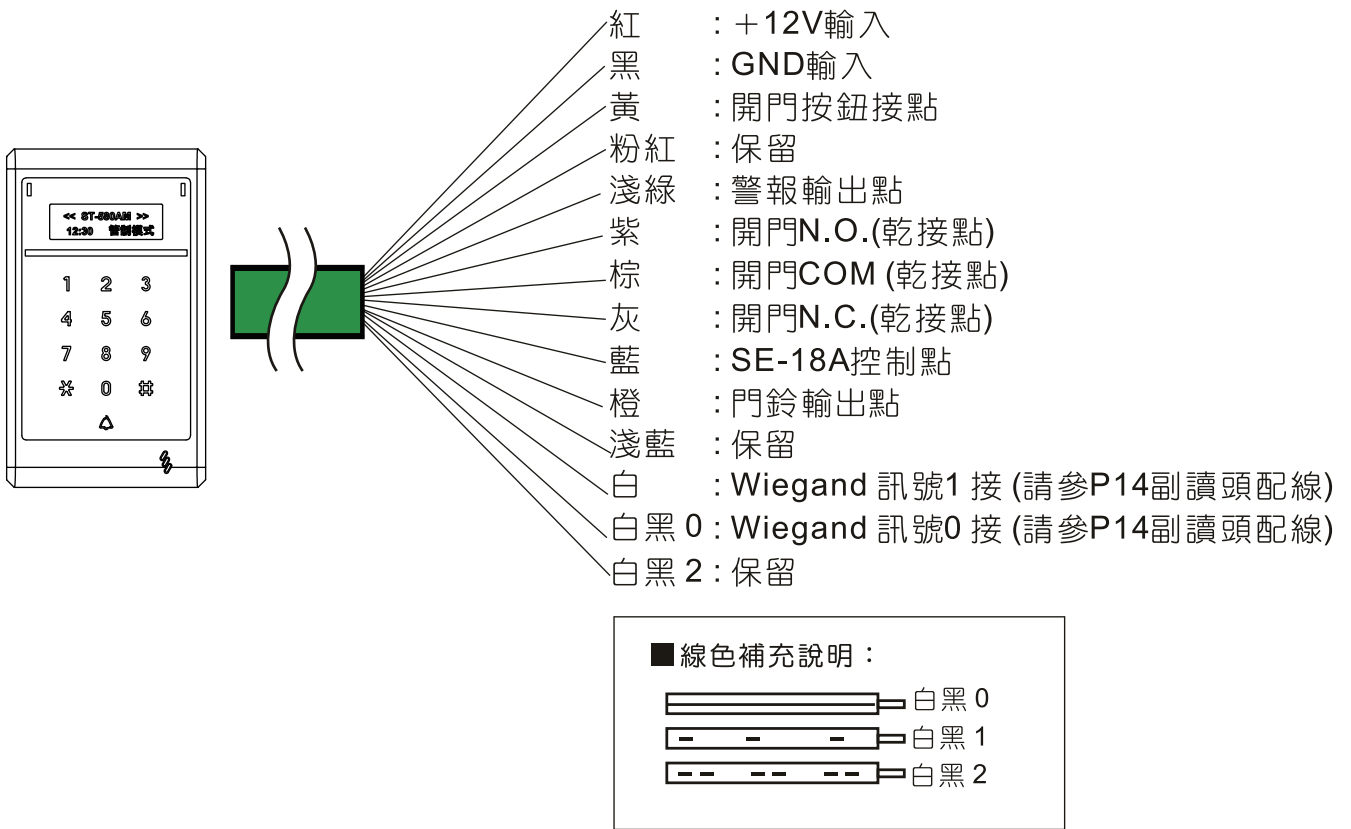 紅 : ＋12V輸入
黑 : GND輸入
黃 : 開門按鈕接點
粉紅 : 保留
淺綠 : 警報輸出點
紫 : 開門N.O.(乾接點)
棕 : 開門COM (乾接點)
灰 : 開門N.C.(乾接點)
藍 : SE-18A控制點
橙 : 門鈴輸出點
淺藍 : 保留
白 : Wiegand 訊號1 接 (請參P14副讀頭配線)
白黑 0 : Wiegand 訊號0 接 (請參P14副讀頭配線)
白黑 2 : 保留
<< ST-580AM >>
12:30 管制模式
1 2 3
4 5 6
7 8 9
* 0 #
■線色補充說明：
白黑 0
白黑 1
白黑 2